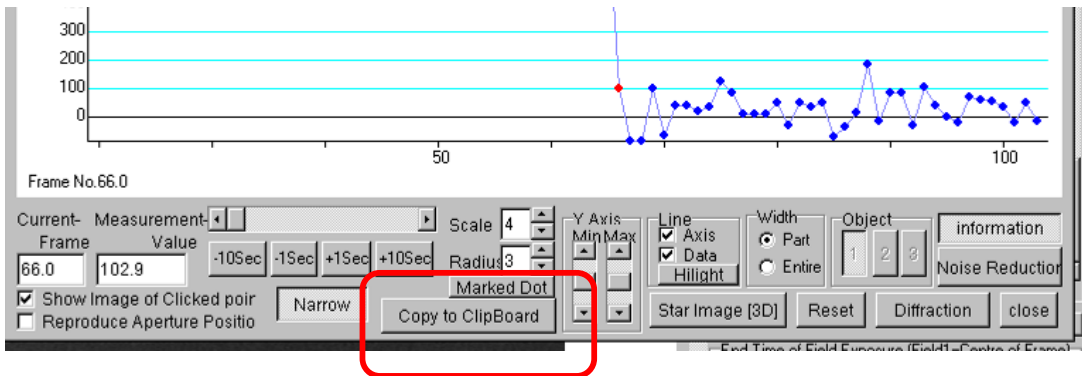 300
200
100
0
50 100
Frame No.66.0
Current- Measurement- Scale 4 Y Axis Line Width Object information
Frame Value Min Max Axis Part 1 2 3
66.0 102.9 -10Sec -1Sec +1Sec +10Sec Radius 3 Data Entire Noise Reduction
Marked Dot Hilight
Show Image of Clicked poir Narrow Copy to ClipBoard Star Image [3D] Reset Diffraction close
Reproduce Aperture Positio
End Time of Field Exposure (Field1=Centre of Frame)